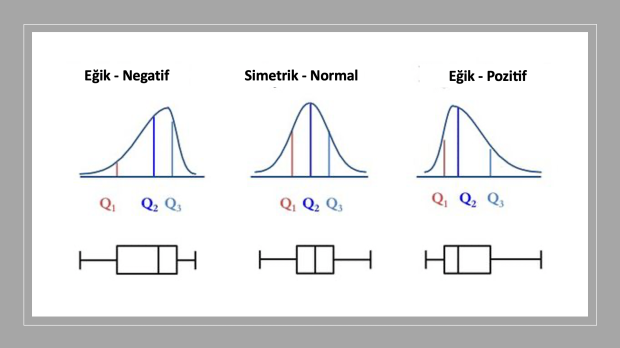 Eğik - Negatif Simetrik - Normal Eğik - Pozitif
Q1 Q2 Q3 Q1 Q2 Q3 Q1 Q2 Q3